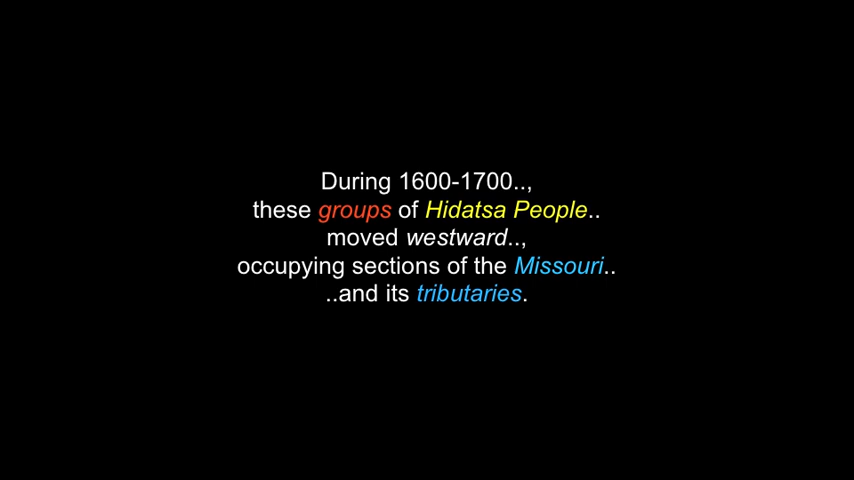 During 1600-1700..,
these groups of Hidatsa People..
moved westward..,
occupying sections of the Missouri..
..and its tributaries.